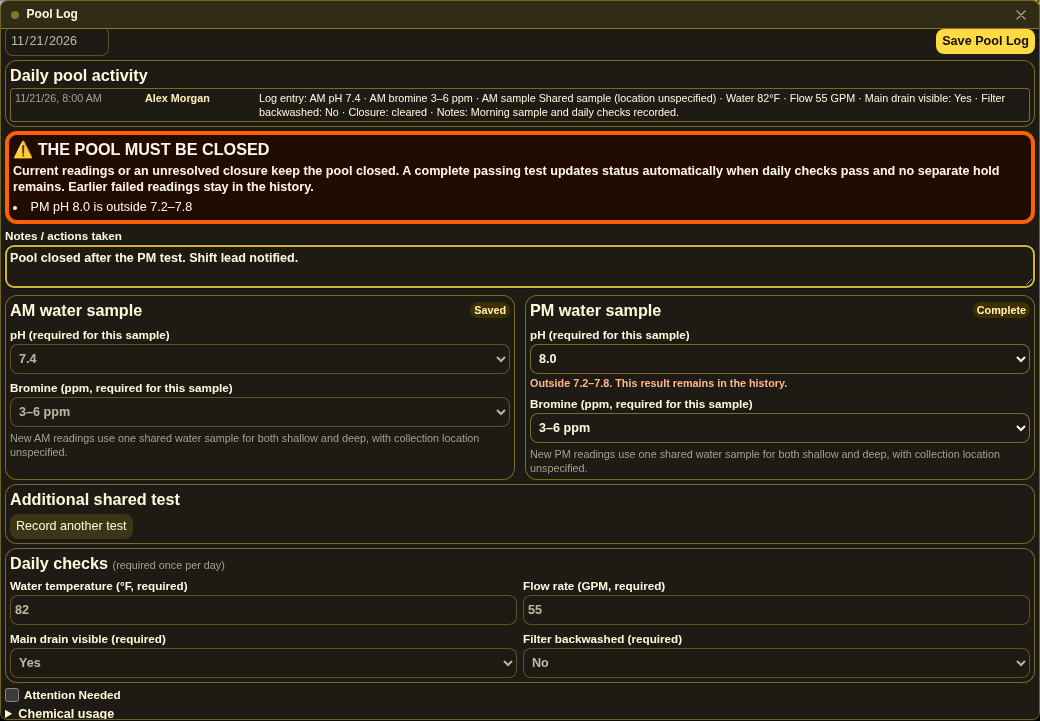 Pool Log
11/21/2026
Save Pool Log
Daily pool activity
11/21/26, 8:00 AM
Alex Morgan
Log entry: AM pH 7.4 · AM bromine 3–6 ppm · AM sample Shared sample (location unspecified) · Water 82°F · Flow 55 GPM · Main drain visible: Yes · Filter
backwashed: No · Closure: cleared · Notes: Morning sample and daily checks recorded.
⚠️ THE POOL MUST BE CLOSED
Current readings or an unresolved closure keep the pool closed. A complete passing test updates status automatically when daily checks pass and no separate hold
remains. Earlier failed readings stay in the history.
• PM pH 8.0 is outside 7.2–7.8
Notes / actions taken
Pool closed after the PM test. Shift lead notified.
AM water sample
Saved
pH (required for this sample)
7.4
Bromine (ppm, required for this sample)
3–6 ppm
New AM readings use one shared water sample for both shallow and deep, with collection location
unspecified.
PM water sample
Complete
pH (required for this sample)
8.0
Outside 7.2–7.8. This result remains in the history.
Bromine (ppm, required for this sample)
3–6 ppm
New PM readings use one shared water sample for both shallow and deep, with collection location
unspecified.
Additional shared test
Record another test
Daily checks (required once per day)
Water temperature (°F, required)
82
Flow rate (GPM, required)
55
Main drain visible (required)
Yes
Filter backwashed (required)
No
Attention Needed
Chemical usage